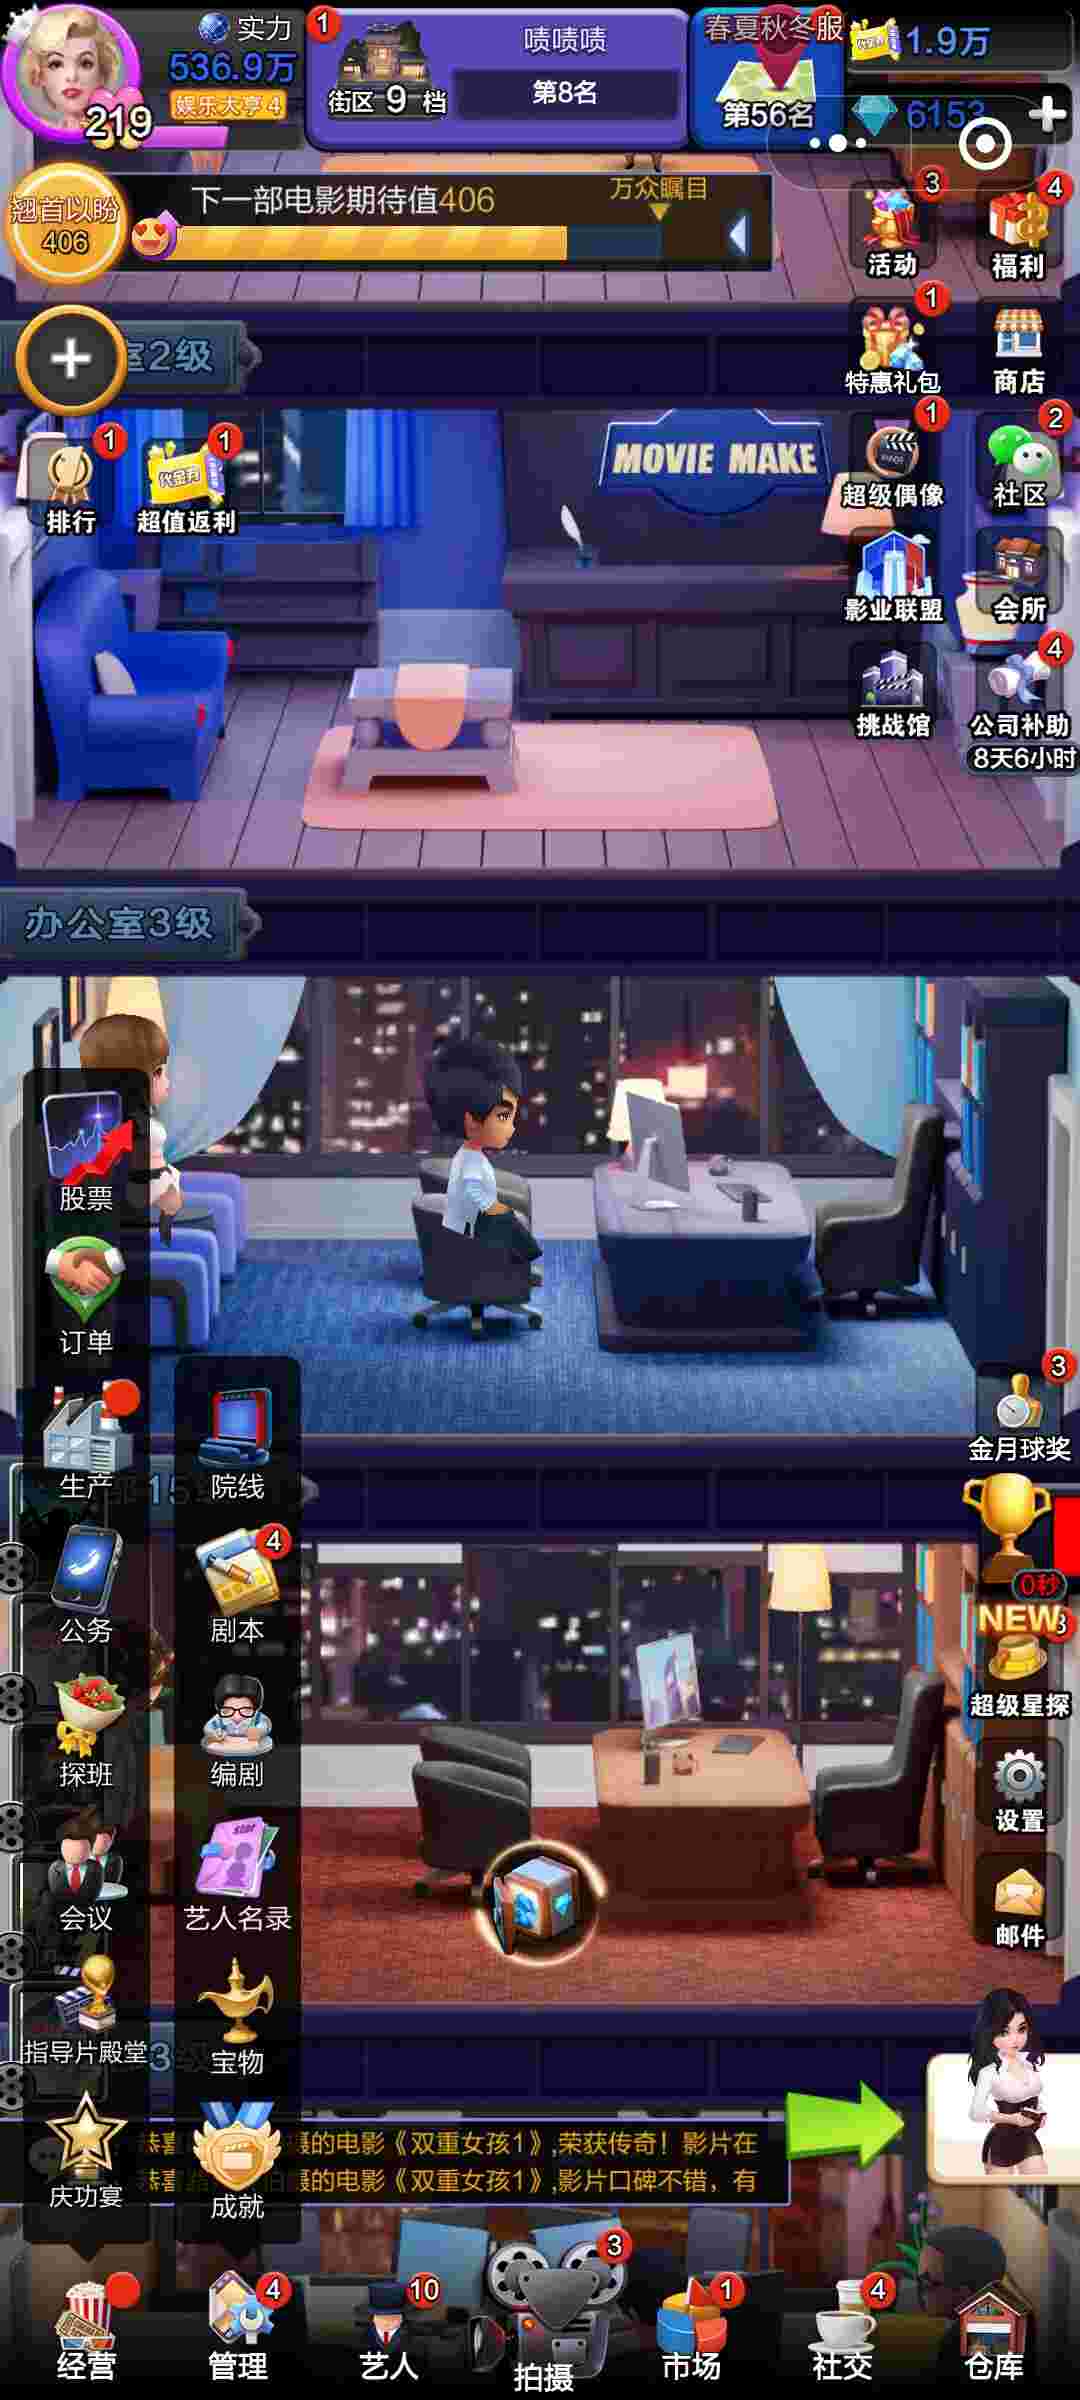 实力
536.9万
娱乐大亨 4
219
1
街区 9 档
啧啧啧
第8名
春夏秋冬服
第56名
代金券
1.9万
6153
翘首以盼
406
下一部电影期待值406
万众瞩目
3
活动
4
福利
室2级
1
特惠礼包
商店
1
排行
1
代金券
超值返利
MOVIE MAKE
1
超级偶像
2
社区
影业联盟
会所
挑战馆
4
公司补助
8天6小时
办公室3级
股票
订单
生产
院线
15
公务
4
剧本
探班
编剧
会议
star
艺人名录
指导片殿堂
宝物
庆功宴
成就
3
金月球奖
0秒
NEW
超级星探
设置
邮件
摄的电影《双重女孩1》,荣获传奇！影片在
拍摄的电影《双重女孩1》,影片口碑不错，有
经营
4
管理
10
艺人
3
拍摄
1
市场
4
社交
仓库